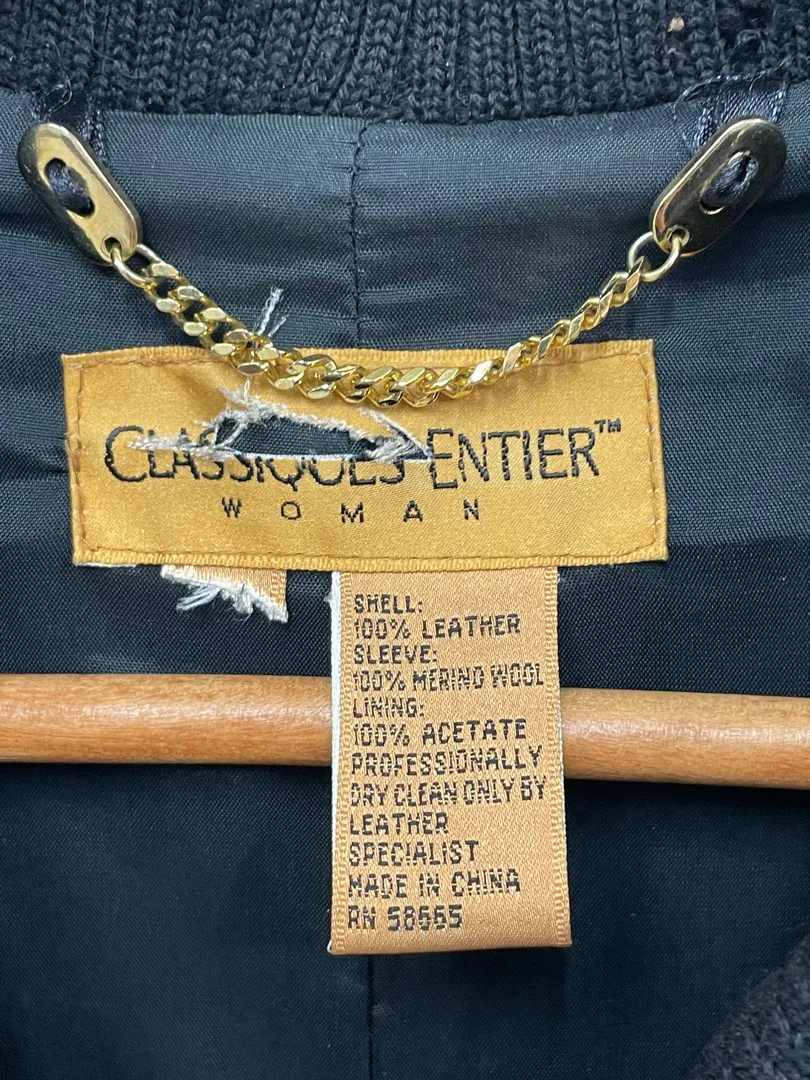 CLASSIQUES ENTIER™
WOMAN
SHELL:
100% LEATHER
SLEEVE:
100% MERINO WOOL
LINING:
100% ACETATE
PROFESSIONALLY
DRY CLEAN ONLY BY
LEATHER
SPECIALIST
MADE IN CHINA
RN 58665